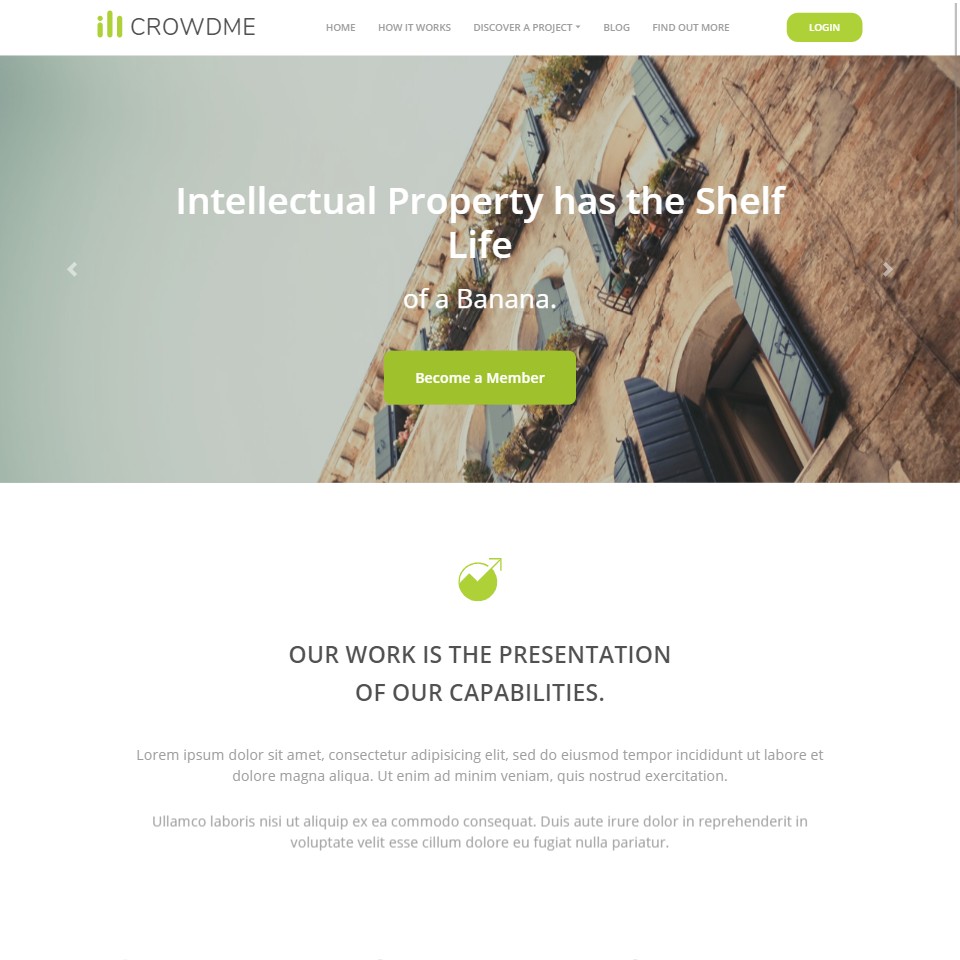 CROWDME
HOME HOW IT WORKS DISCOVER A PROJECT BLOG FIND OUT MORE LOGIN
Intellectual Property has the Shelf
Life
of a Banana.
Become a Member
OUR WORK IS THE PRESENTATION
OF OUR CAPABILITIES.
Lorem ipsum dolor sit amet, consectetur adipisicing elit, sed do eiusmod tempor incididunt ut labore et
dolore magna aliqua. Ut enim ad minim veniam, quis nostrud exercitation.
Ullamco laboris nisi ut aliquip ex ea commodo consequat. Duis aute irure dolor in reprehenderit in
voluptate velit esse cillum dolore eu fugiat nulla pariatur.